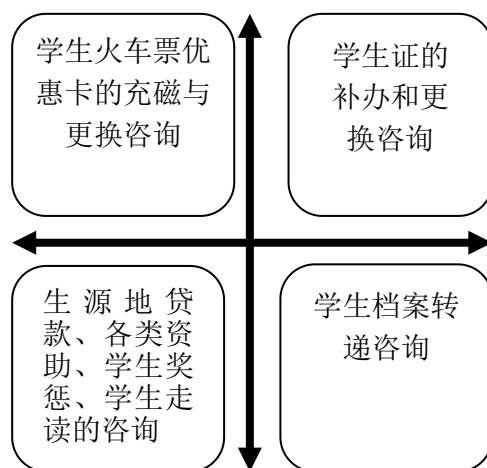 学生火车票优
惠卡的充磁与
更换咨询
学生证的
补办和更
换咨询
生源地贷
款、各类资
助、学生奖
惩、学生走
读的咨询
学生档案转
递咨询